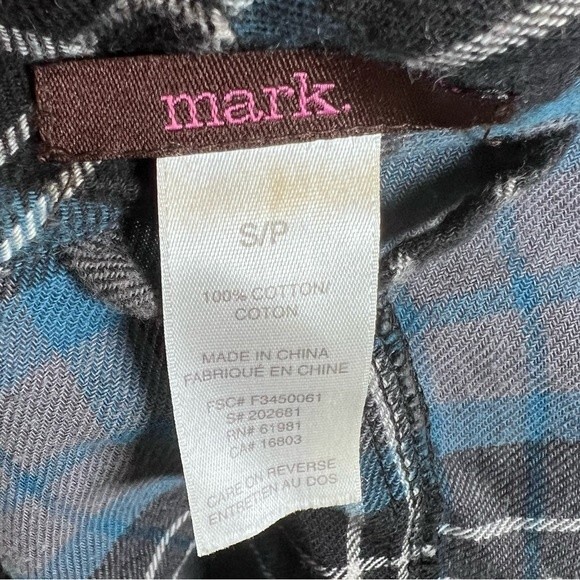 mark.
S/P
100% COTTON/
COTON
MADE IN CHINA
FABRIQUÉ EN CHINE
FSC# F3450061
S# 202681
RN# 61981
CA# 16803
CARE ON REVERSE
ENTRETIEN AU DOS